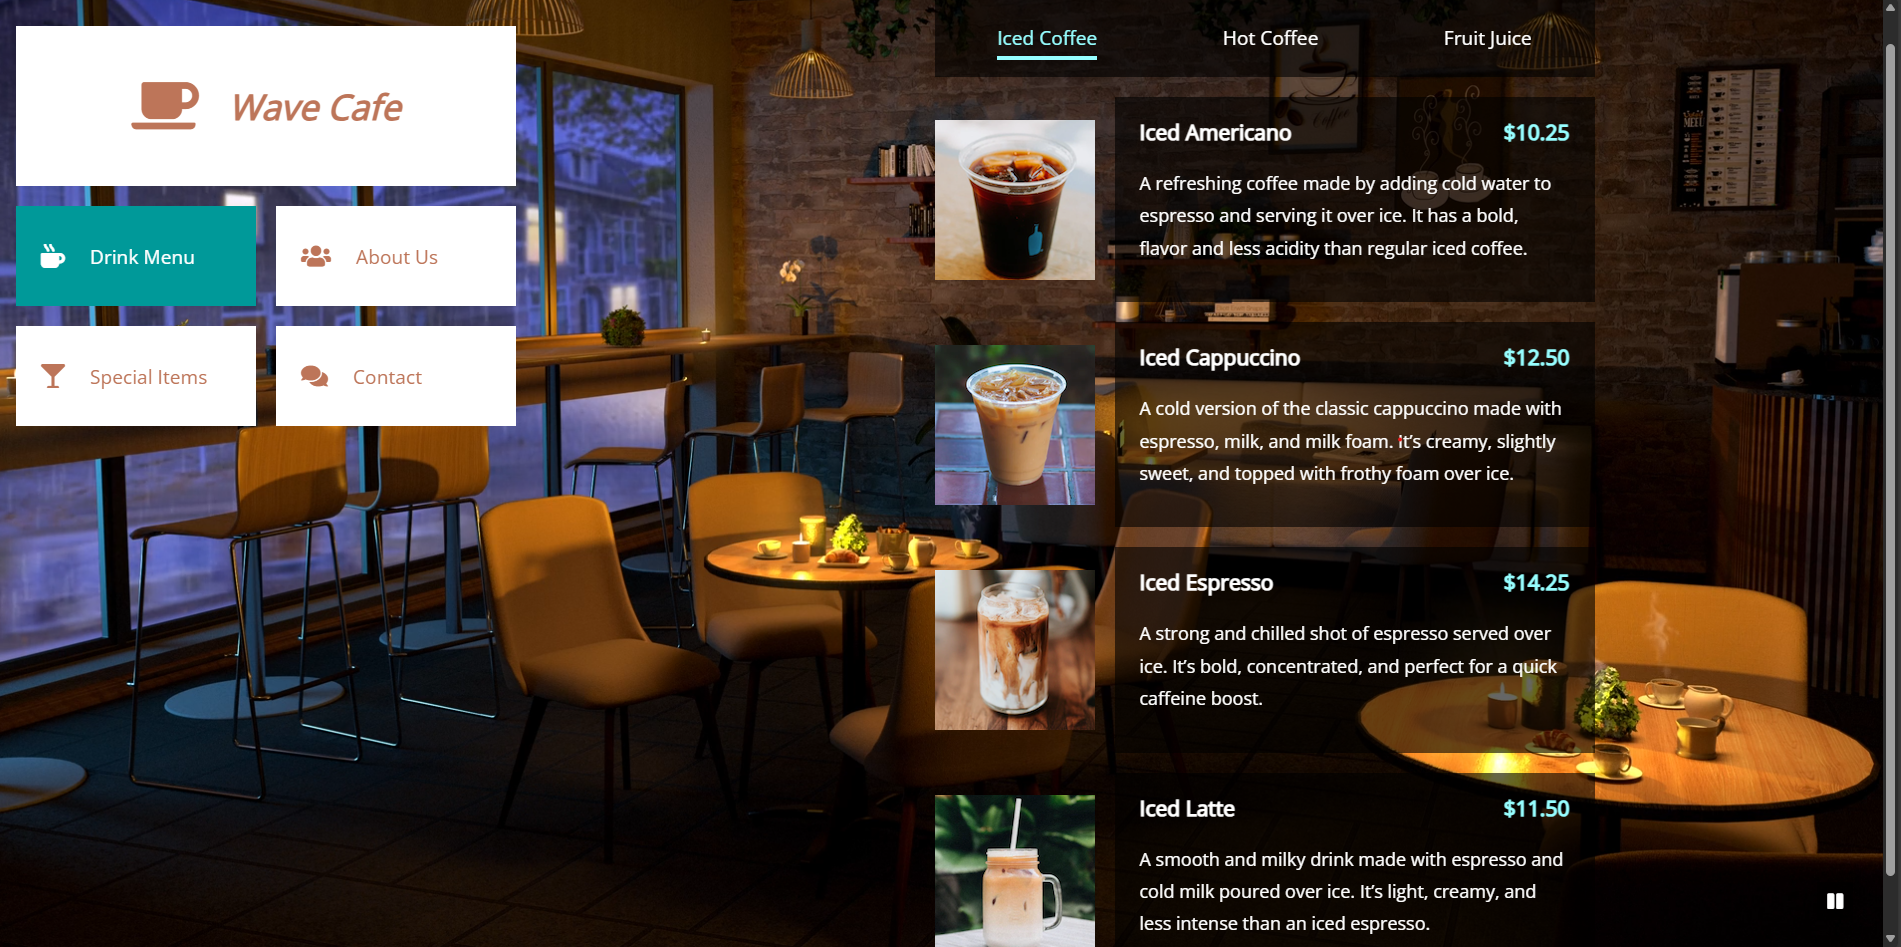 Wave Cafe
Drink Menu
About Us
Special Items
Contact
Iced Coffee
Hot Coffee
Fruit Juice
Iced Americano
$10.25
A refreshing coffee made by adding cold water to
espresso and serving it over ice. It has a bold,
flavor and less acidity than regular iced coffee.
Iced Cappuccino
$12.50
A cold version of the classic cappuccino made with
espresso, milk, and milk foam. it’s creamy, slightly
sweet, and topped with frothy foam over ice.
Iced Espresso
$14.25
A strong and chilled shot of espresso served over
ice. It’s bold, concentrated, and perfect for a quick
caffeine boost.
Iced Latte
$11.50
A smooth and milky drink made with espresso and
cold milk poured over ice. It’s light, creamy, and
less intense than an iced espresso.